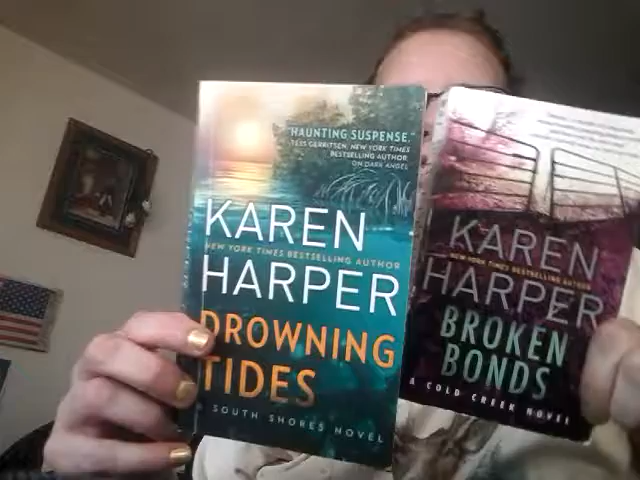 "HAUNTING SUSPENSE."
TESS GERRITSEN, NEW YORK TIMES
BESTSELLING AUTHOR,
ON DARK ANGEL
KAREN
NEW YORK TIMES BESTSELLING AUTHOR
HARPER
DROWNING
TIDES
A SOUTH SHORES NOVEL
KAREN
NEW YORK TIMES BESTSELLING AUTHOR
HARPER
BROKEN
BONDS
A COLD CREEK NOVEL